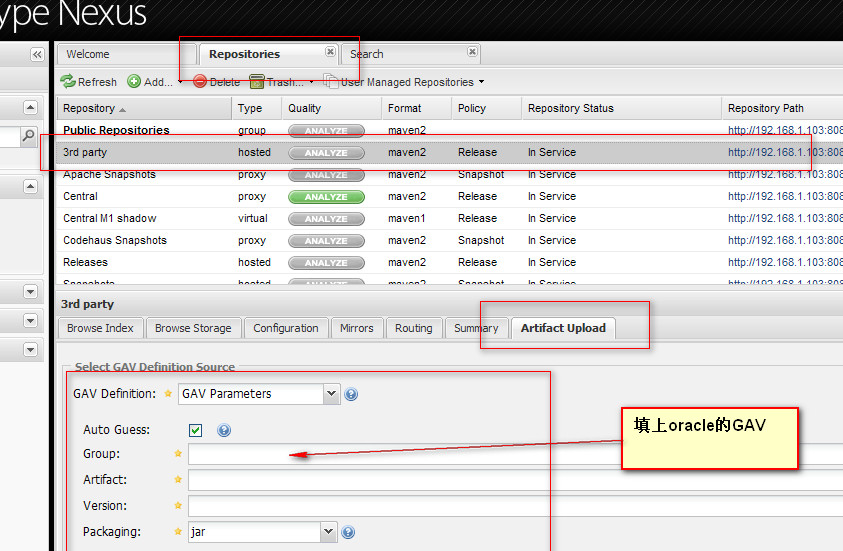 ype Nexus
Welcome Repositories Search
Refresh Add... Delete Trash... User Managed Repositories
Repository Type Quality Format Policy Repository Status Repository Path
Public Repositories group ANALYZE maven2 http://192.168.1.103:808
3rd party hosted ANALYZE maven2 Release In Service http://192.168.1.103:808
Apache Snapshots proxy ANALYZE maven2 Snapshot In Service http://192.168.1.103:808
Central proxy ANALYZE maven2 Release In Service http://192.168.1.103:808
Central M1 shadow virtual ANALYZE maven1 Release In Service http://192.168.1.103:808
Codehaus Snapshots proxy ANALYZE maven2 Snapshot In Service http://192.168.1.103:808
Releases hosted ANALYZE maven2 Release In Service http://192.168.1.103:808
Snapshots hosted ANALYZE maven2 Snapshot In Service http://192.168.1.103:808
3rd party
Browse Index Browse Storage Configuration Mirrors Routing Summary Artifact Upload
Select GAV Definition Source
GAV Definition: GAV Parameters
Auto Guess:
填上oracle的GAV
Group:
Artifact:
Version:
Packaging: jar